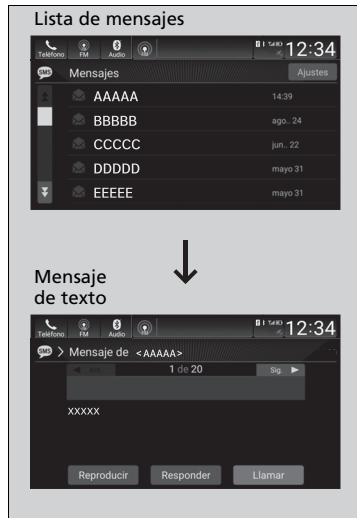 Lista de mensajes
Teléfono FM Audio 12:34
SMS Mensajes Ajustes
AAAAA 14:39
BBBBB ago.. 24
CCCCC jun.. 22
DDDDD mayo 31
EEEEE mayo 31
Mensaje
de texto
Teléfono FM Audio 12:34
SMS > Mensaje de <AAAAA>
1 de 20 Sig.
xxxxx
Reproducir Responder Llamar